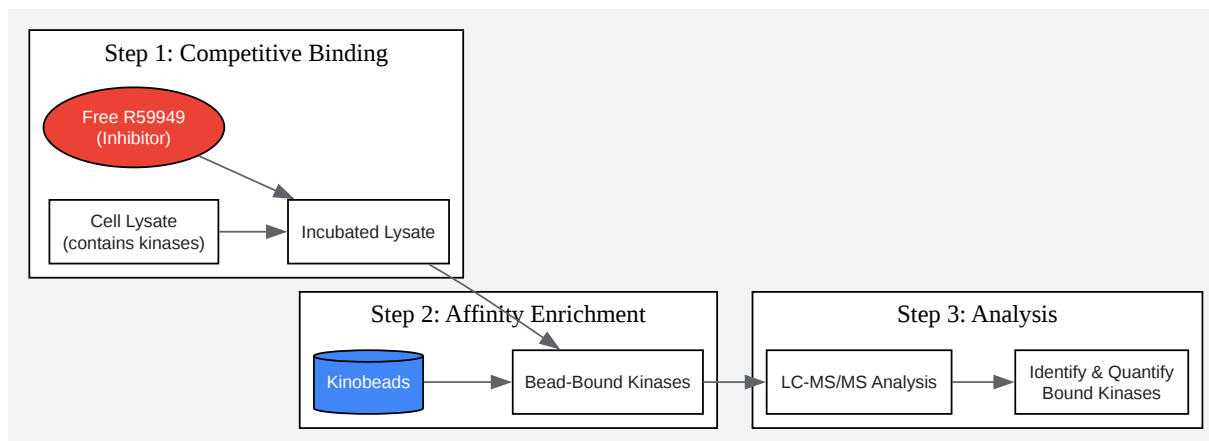 Step 1: Competitive Binding
Free R59949
(Inhibitor)
Cell Lysate
(contains kinases)
Incubated Lysate
Step 2: Affinity Enrichment
Kinobeads
Bead-Bound Kinases
Step 3: Analysis
LC-MS/MS Analysis
Identify & Quantify
Bound Kinases